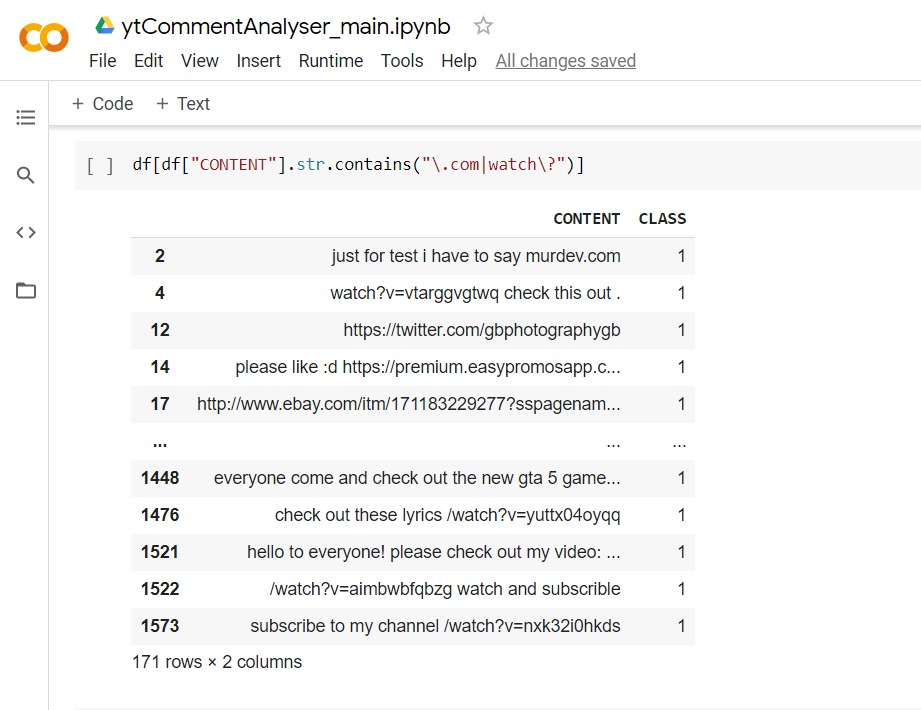 ytCommentAnalyser_main.ipynb
File Edit View Insert Runtime Tools Help All changes saved
+ Code + Text
[ ] df[df["CONTENT"].str.contains("\.com|watch\?")]
CONTENT CLASS
2 just for test i have to say murdev.com 1
4 watch?v=vtarggvgtwq check this out . 1
12 https://twitter.com/gbphotographygb 1
14 please like :d https://premium.easypromosapp.c... 1
17 http://www.ebay.com/itm/171183229277?sspagenam... 1
... ... ...
1448 everyone come and check out the new gta 5 game... 1
1476 check out these lyrics /watch?v=yuttx04oyqq 1
1521 hello to everyone! please check out my video: ... 1
1522 /watch?v=aimbwbfqbzg watch and subscrible 1
1573 subscribe to my channel /watch?v=nxk32i0hkds 1
171 rows × 2 columns